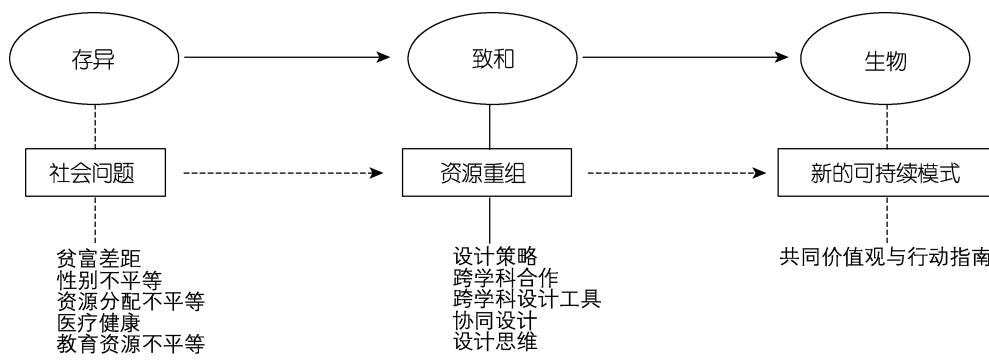 存异
致和
生物
社会问题
资源重组
新的可持续模式
贫富差距
性别不平等
资源分配不平等
医疗健康
教育资源不平等
设计策略
跨学科合作
跨学科设计工具
协同设计
设计思维
共同价值观与行动指南